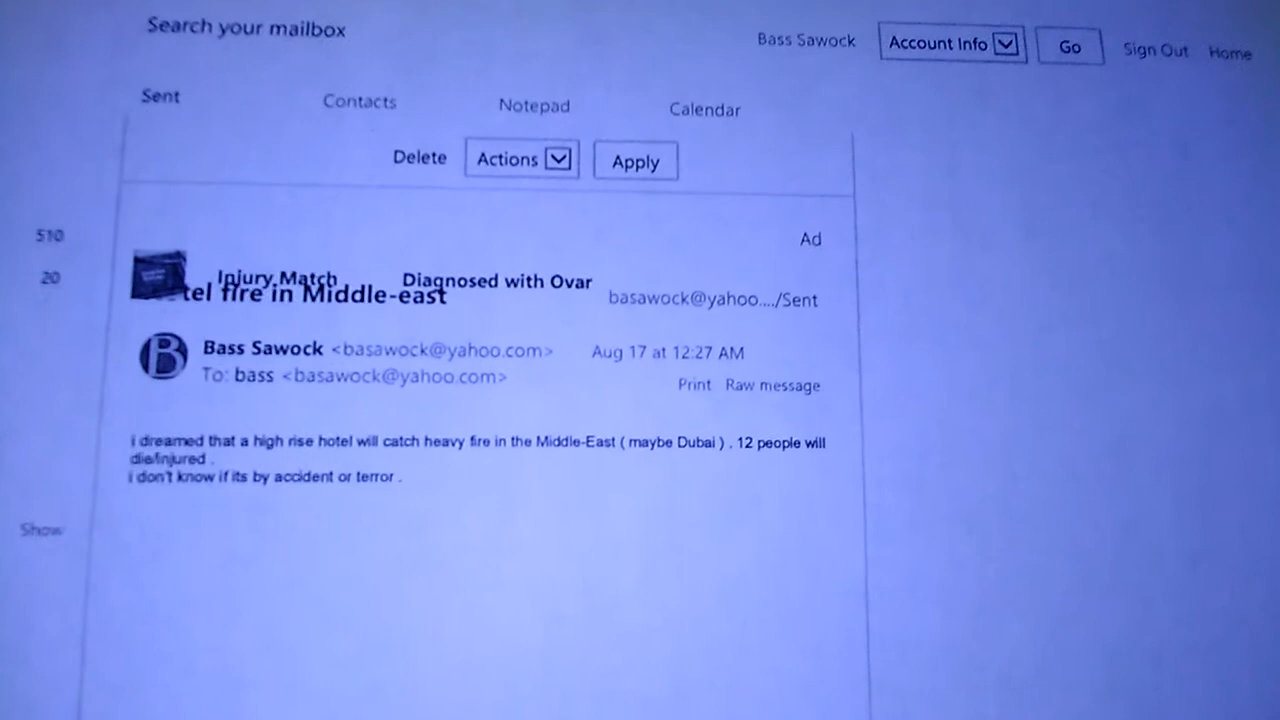 Search your mailbox
Bass Sawock Account Info Go Sign Out Home
Sent Contacts Notepad Calendar
Delete Actions Apply
510
Ad
20
Injury Match Diagnosed with Ovar
tel fire in Middle-east
basawock@yahoo..../Sent
B
Bass Sawock <basawock@yahoo.com> Aug 17 at 12:27 AM
To: bass <basawock@yahoo.com>
Print Raw message
i dreamed that a high rise hotel will catch heavy fire in the Middle-East ( maybe Dubai ) . 12 people will
die/injured .
i don't know if its by accident or terror .
Show